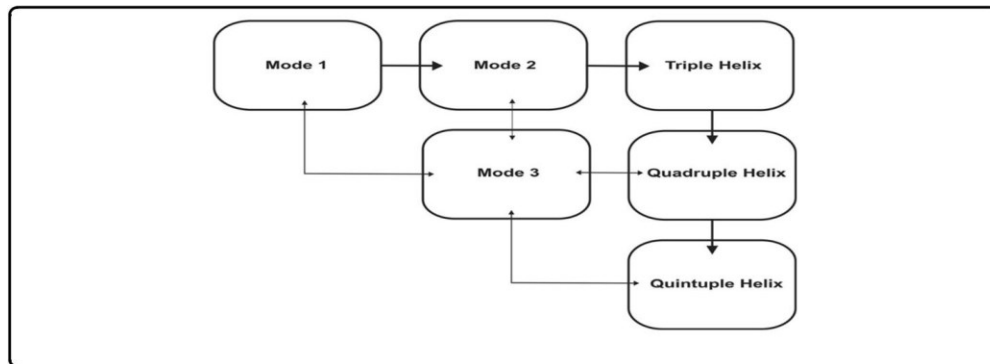 Mode 1
Mode 2
Triple Helix
Mode 3
Quadruple Helix
Quintuple Helix